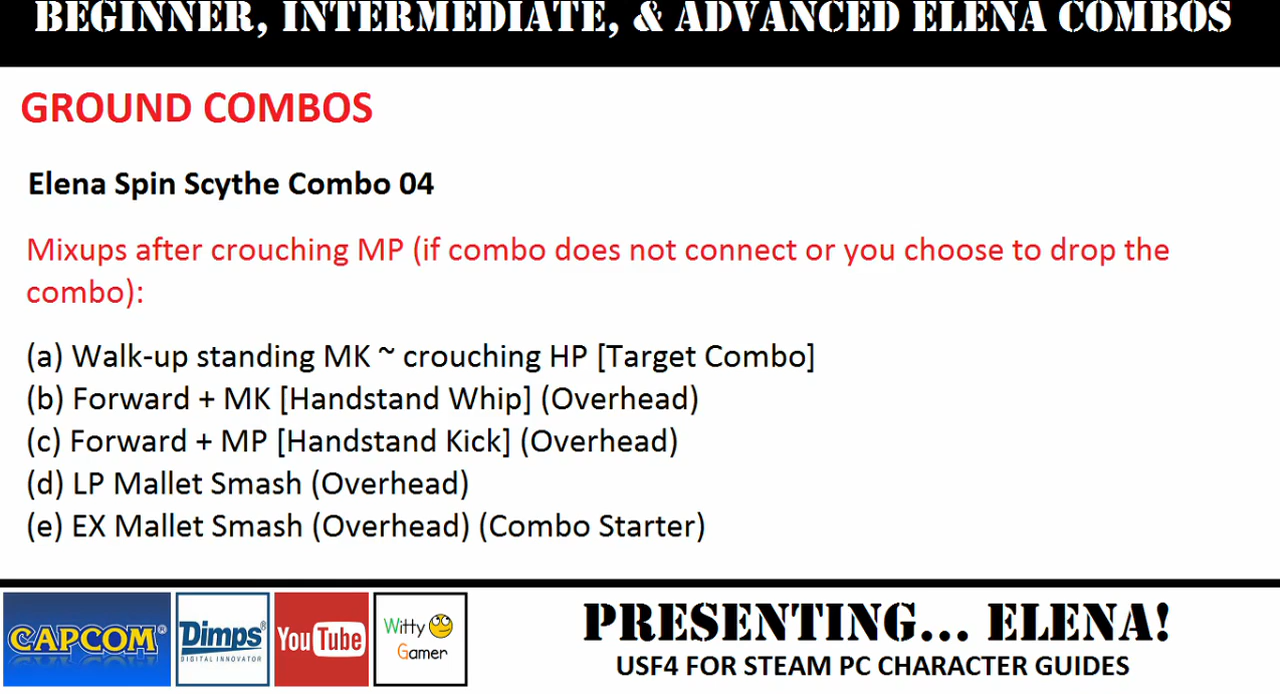 BEGINNER, INTERMEDIATE, & ADVANCED ELENA COMBOS
GROUND COMBOS
Elena Spin Scythe Combo 04
Mixups after crouching MP (if combo does not connect or you choose to drop the
combo):
(a) Walk-up standing MK ~ crouching HP [Target Combo]
(b) Forward + MK [Handstand Whip] (Overhead)
(c) Forward + MP [Handstand Kick] (Overhead)
(d) LP Mallet Smash (Overhead)
(e) EX Mallet Smash (Overhead) (Combo Starter)
CAPCOM®
Dimps®
DIGITAL INNOVATOR
YouTube
Witty
Gamer
PRESENTING... ELENA!
USF4 FOR STEAM PC CHARACTER GUIDES